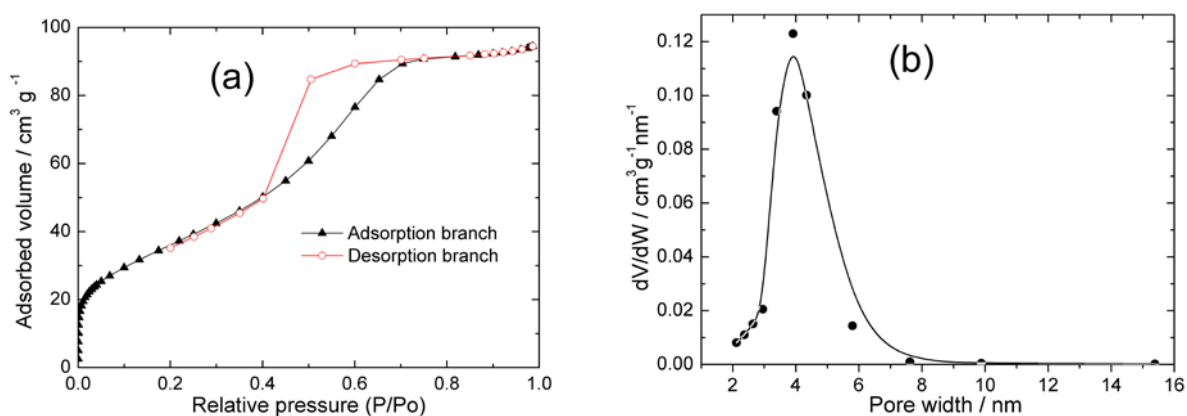 (a)
Adsorbed volume / cm³ g⁻¹
100
80
60
40
20
0
0.0 0.2 0.4 0.6 0.8 1.0
Relative pressure (P/Po)
Adsorption branch
Desorption branch
(b)
dV/dW / cm³g⁻¹nm⁻¹
0.12
0.10
0.08
0.06
0.04
0.02
0.00
2 4 6 8 10 12 14 16
Pore width / nm